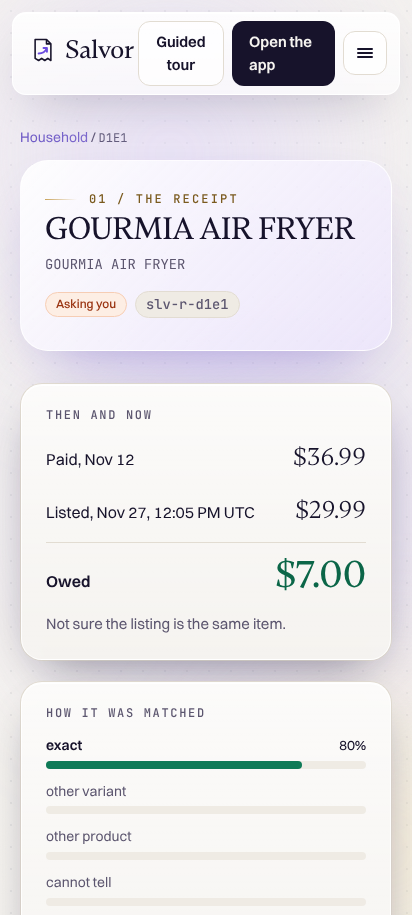 Salvor
Guided
tour
Open the
app
Household / D1E1
01 / THE RECEIPT
GOURMIA AIR FRYER
GOURMIA AIR FRYER
Asking you
slv-r-d1e1
THEN AND NOW
Paid, Nov 12 $36.99
Listed, Nov 27, 12:05 PM UTC $29.99
Owed $7.00
Not sure the listing is the same item.
HOW IT WAS MATCHED
exact 80%
other variant
other product
cannot tell